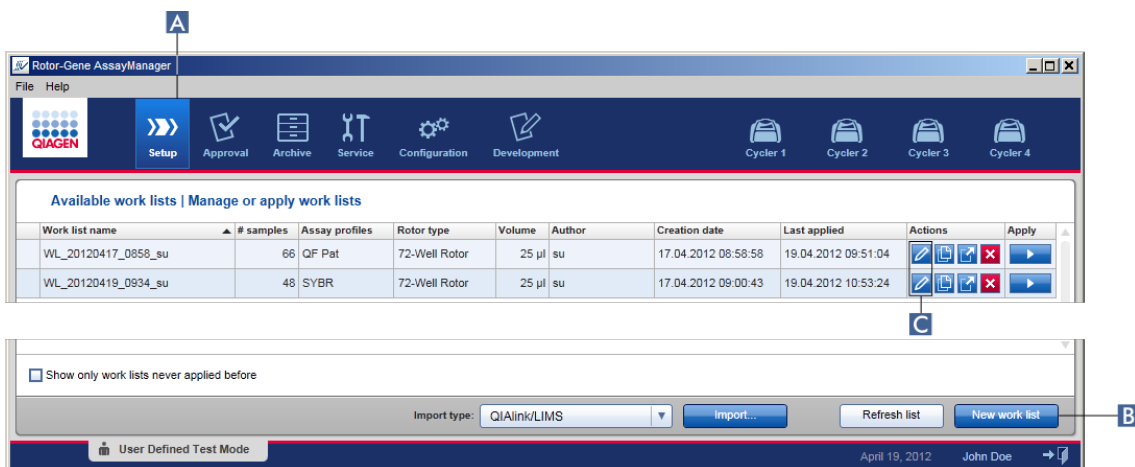 A
Rotor-Gene AssayManager
File Help
QIAGEN
Setup Approval Archive Service Configuration Development Cycler 1 Cycler 2 Cycler 3 Cycler 4
Available work lists | Manage or apply work lists
Work list name # samples Assay profiles Rotor type Volume Author Creation date Last applied Actions Apply
WL_20120417_0858_su 66 QF Pat 72-Well Rotor 25 µl su 17.04.2012 08:58:58 19.04.2012 09:51:04
WL_20120419_0934_su 48 SYBR 72-Well Rotor 25 µl su 17.04.2012 09:00:43 19.04.2012 10:53:24
C
Show only work lists never applied before
Import type: QIAlink/LIMS Import... Refresh list New work list
B
User Defined Test Mode April 19, 2012 John Doe